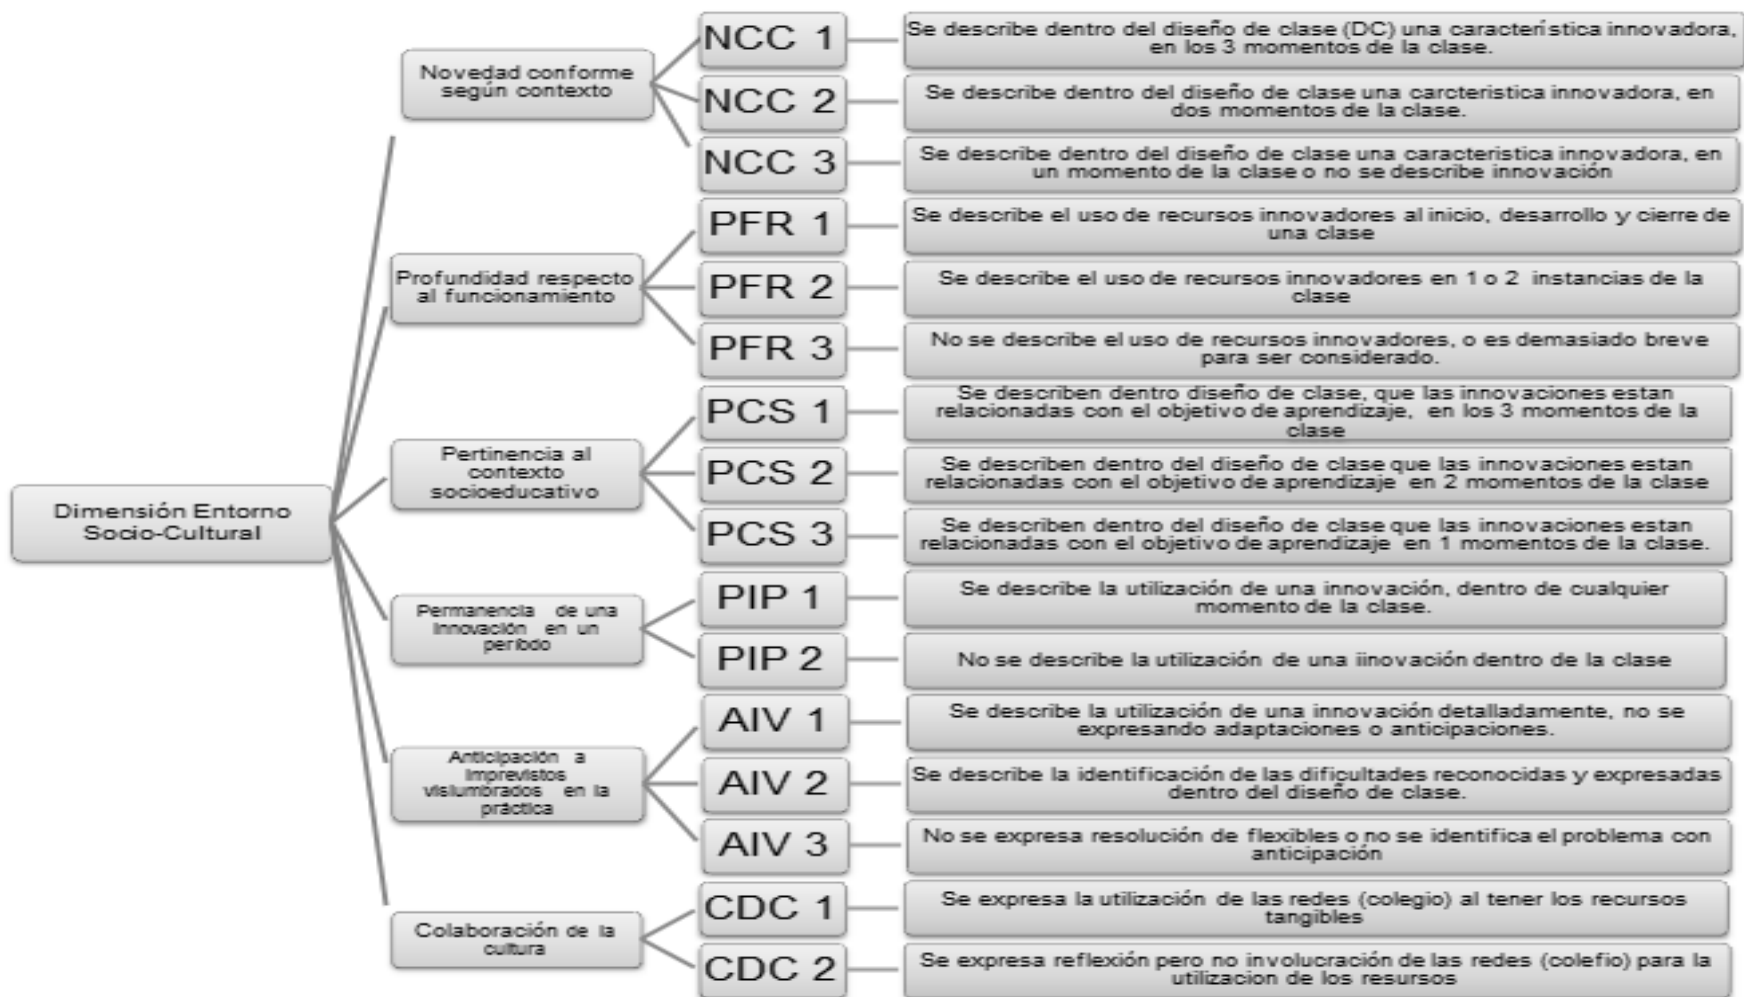 Dimensión Entorno
Socio-Cultural
Novedad conforme
según contexto
NCC 1
Se describe dentro del diseño de clase (DC) una característica innovadora,
en los 3 momentos de la clase.
NCC 2
Se describe dentro del diseño de clase una carcteristica innovadora, en
dos momentos de la clase.
NCC 3
Se describe dentro del diseño de clase una caracteristica innovadora, en
un momento de la clase o no se describe innovación
Profundidad respecto
al funcionamiento
PFR 1
Se describe el uso de recursos innovadores al inicio, desarrollo y cierre de
una clase
PFR 2
Se describe el uso de recursos innovadores en 1 o 2 instancias de la
clase
PFR 3
No se describe el uso de recursos innovadores, o es demasiado breve
para ser considerado.
Pertinencia al
contexto
socioeducativo
PCS 1
Se describen dentro diseño de clase, que las innovaciones estan
relacionadas con el objetivo de aprendizaje, en los 3 momentos de la
clase
PCS 2
Se describen dentro del diseño de clase que las innovaciones estan
relacionadas con el objetivo de aprendizaje en 2 momentos de la clase
PCS 3
Se describen dentro del diseño de clase que las innovaciones estan
relacionadas con el objetivo de aprendizaje en 1 momentos de la clase.
Permanencia de una
innovación en un
período
PIP 1
Se describe la utilización de una innovación, dentro de cualquier
momento de la clase.
PIP 2
No se describe la utilización de una iinovación dentro de la clase
Anticipación a
imprevistos
vislumbrados en la
práctica
AIV 1
Se describe la utilización de una innovación detalladamente, no se
expresando adaptaciones o anticipaciones.
AIV 2
Se describe la identificación de las dificultades reconocidas y expresadas
dentro del diseño de clase.
AIV 3
No se expresa resolución de flexibles o no se identifica el problema con
anticipación
Colaboración de la
cultura
CDC 1
Se expresa la utilización de las redes (colegio) al tener los recursos
tangibles
CDC 2
Se expresa reflexión pero no involucración de las redes (colefio) para la
utilizacion de los resursos